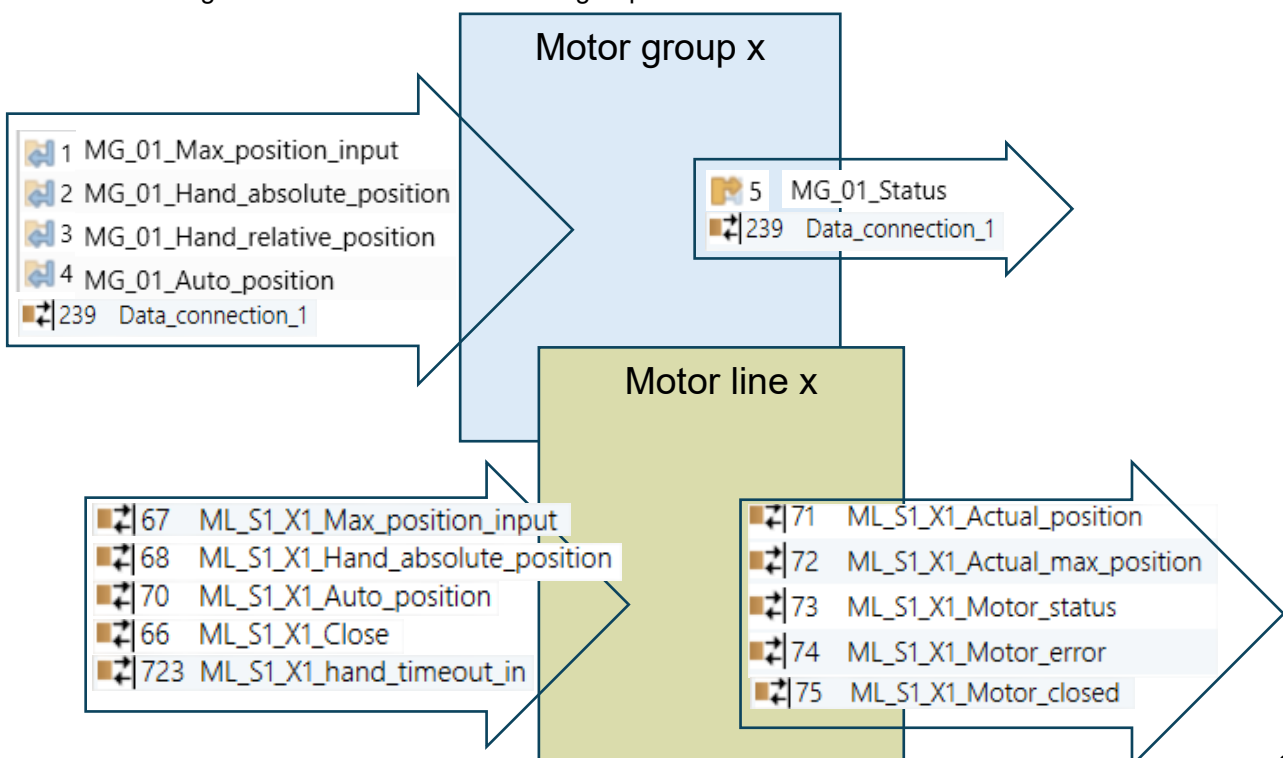 Motor group x
1 MG_01_Max_position_input
2 MG_01_Hand_absolute_position
3 MG_01_Hand_relative_position
4 MG_01_Auto_position
239 Data_connection_1
5 MG_01_Status
239 Data_connection_1
Motor line x
67 ML_S1_X1_Max_position_input
68 ML_S1_X1_Hand_absolute_position
70 ML_S1_X1_Auto_position
66 ML_S1_X1_Close
723 ML_S1_X1_hand_timeout_in
71 ML_S1_X1_Actual_position
72 ML_S1_X1_Actual_max_position
73 ML_S1_X1_Motor_status
74 ML_S1_X1_Motor_error
75 ML_S1_X1_Motor_closed